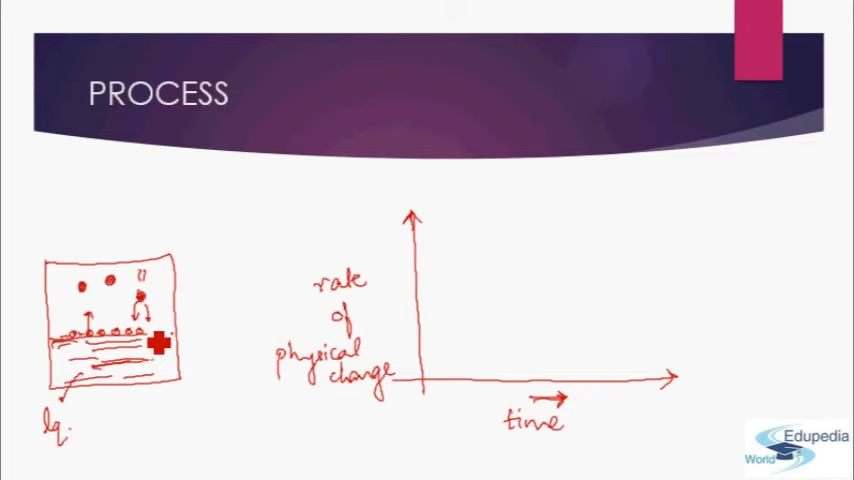 PROCESS
rate
of
physical
change
time
lq.
Edupedia
World